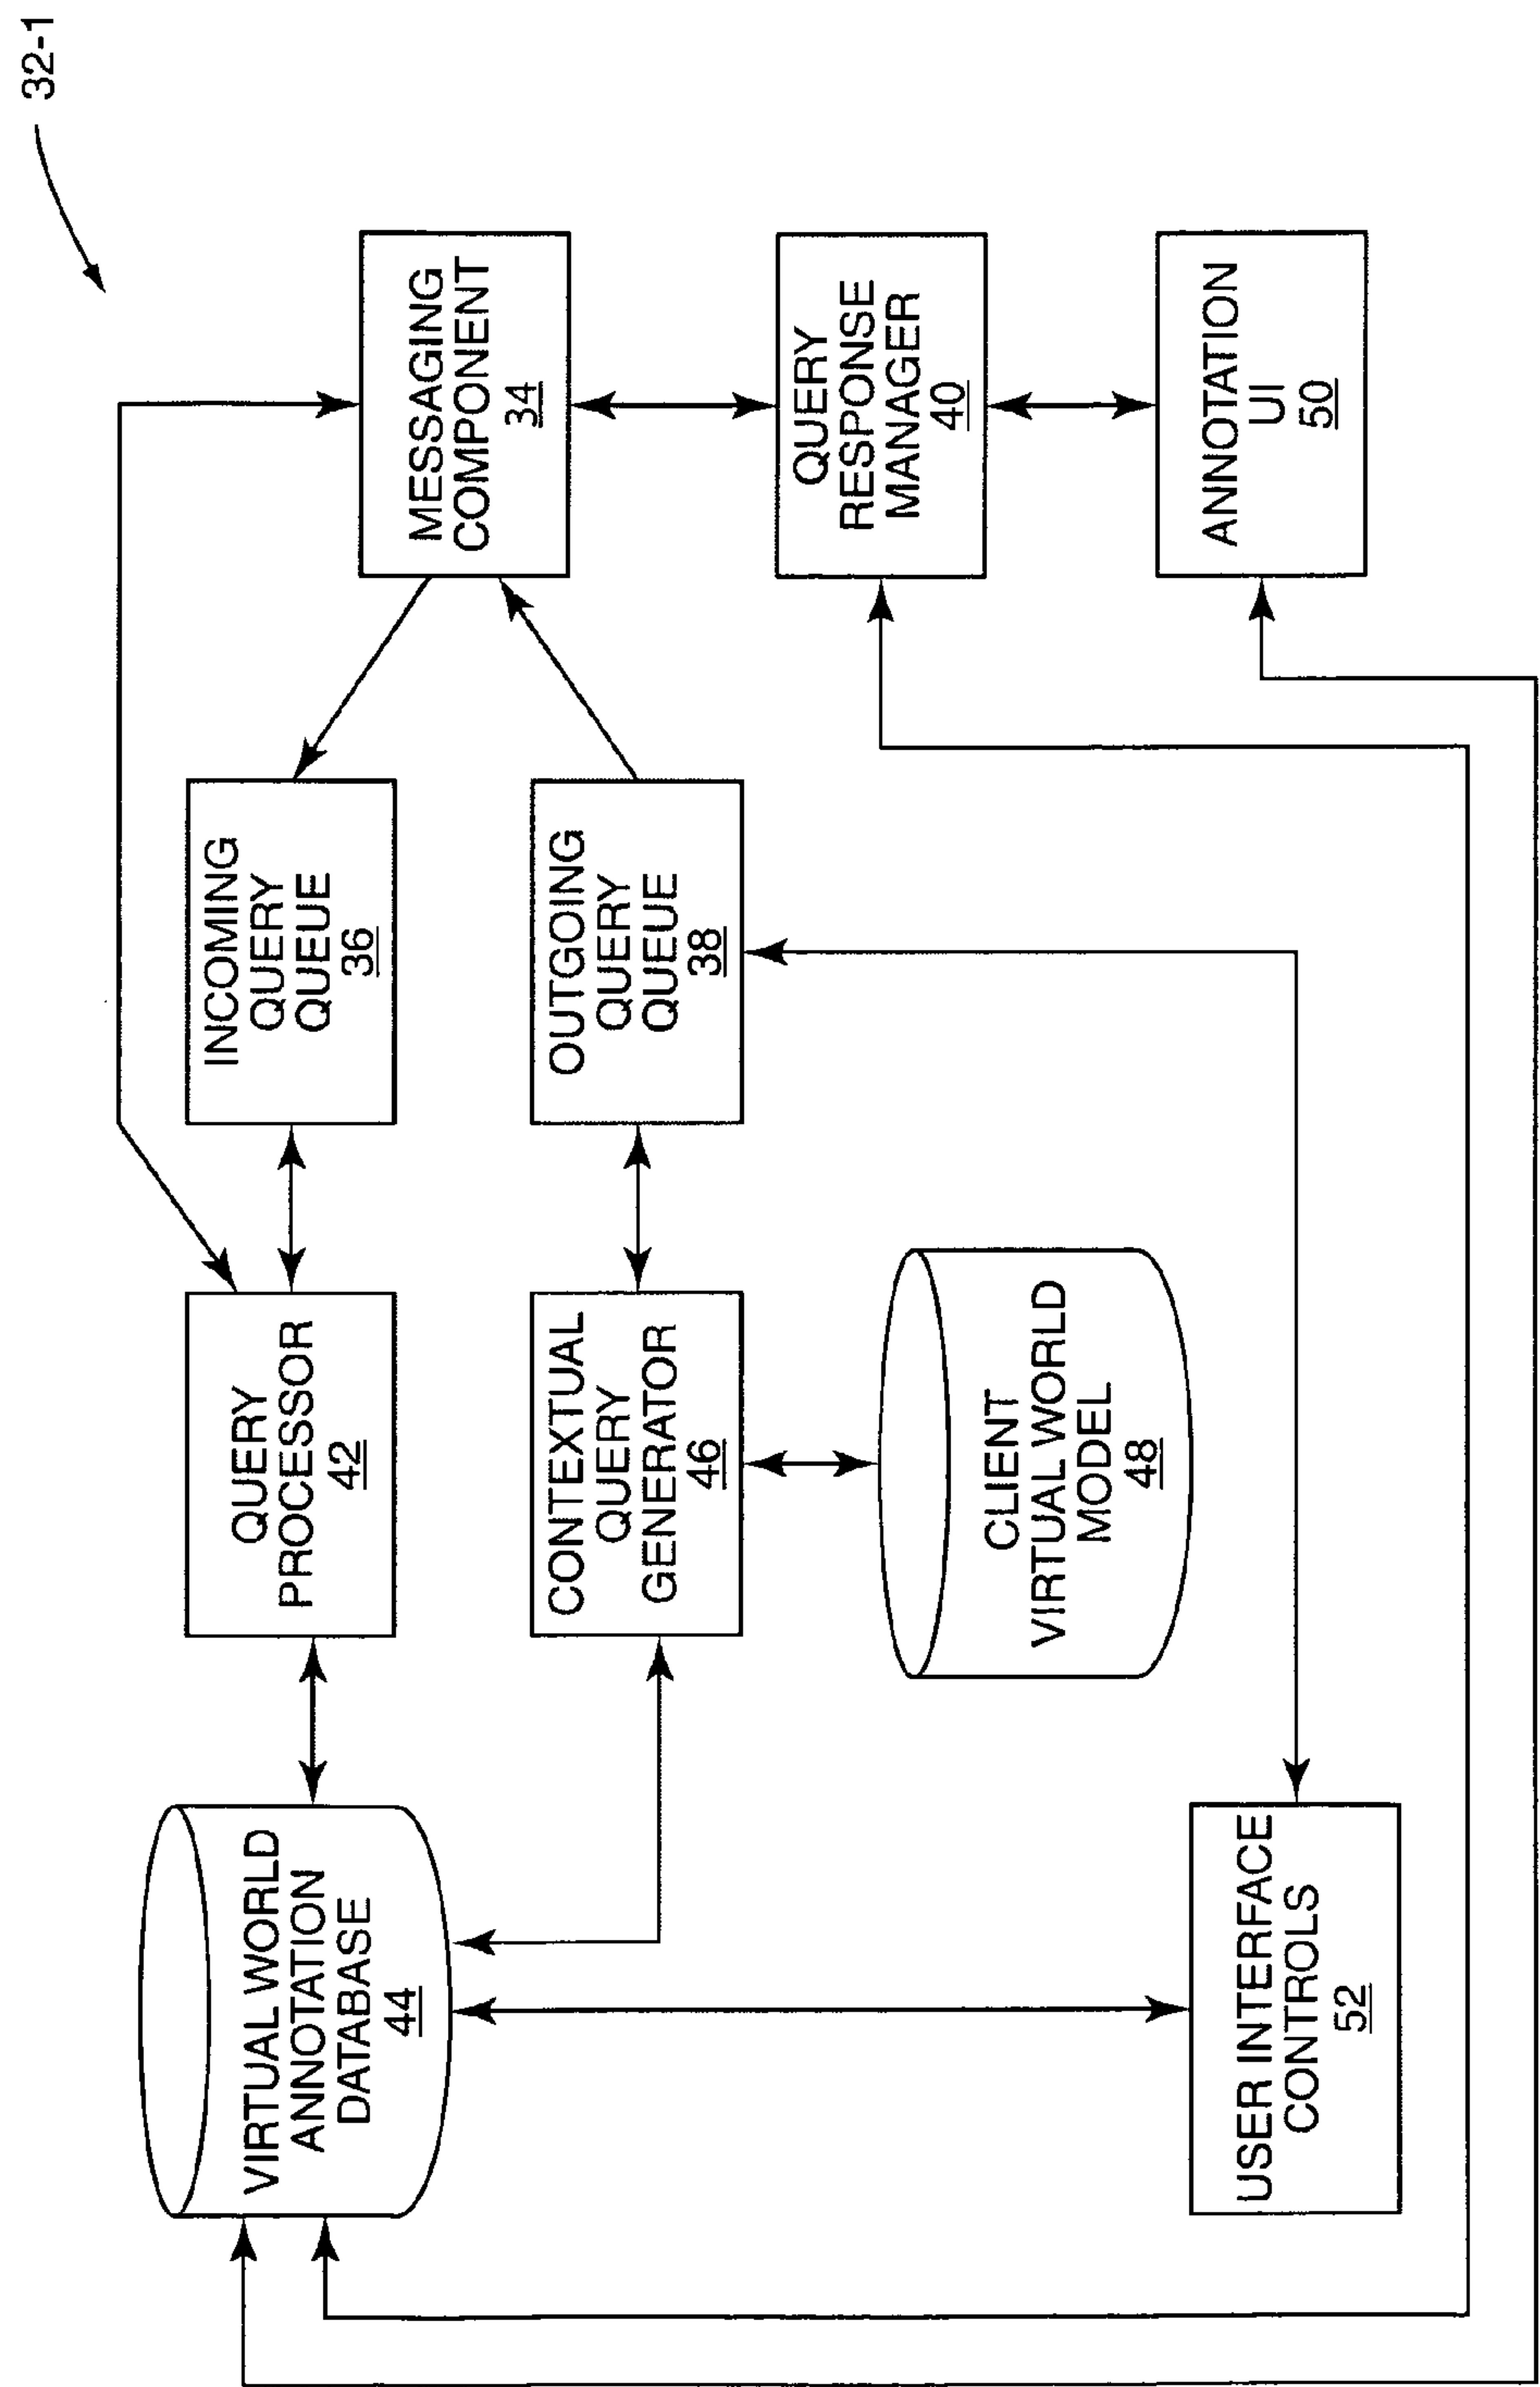 32-1
VIRTUAL WORLD
ANNOTATION
DATABASE
44
QUERY
PROCESSOR
42
INCOMING
QUERY
QUEUE
36
MESSAGING
COMPONENT
34
CONTEXTUAL
QUERY
GENERATOR
46
OUTGOING
QUERY
QUEUE
38
QUERY
RESPONSE
MANAGER
40
CLIENT
VIRTUAL WORLD
MODEL
48
USER INTERFACE
CONTROLS
52
ANNOTATION
UI
50